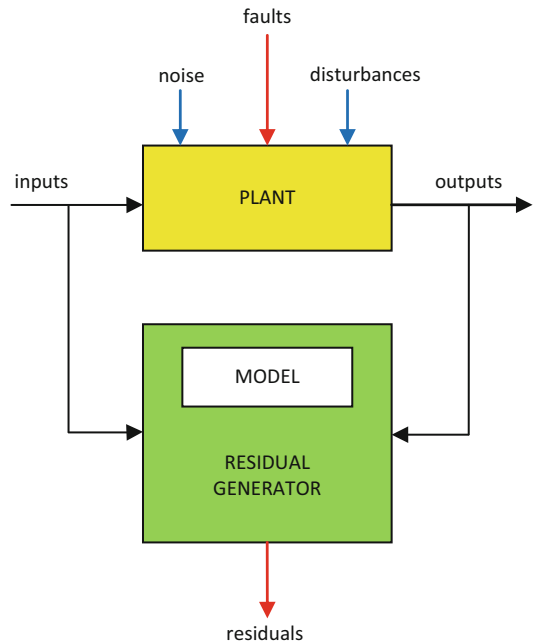 faults
noise
disturbances
inputs
PLANT
outputs
MODEL
RESIDUAL
GENERATOR
residuals